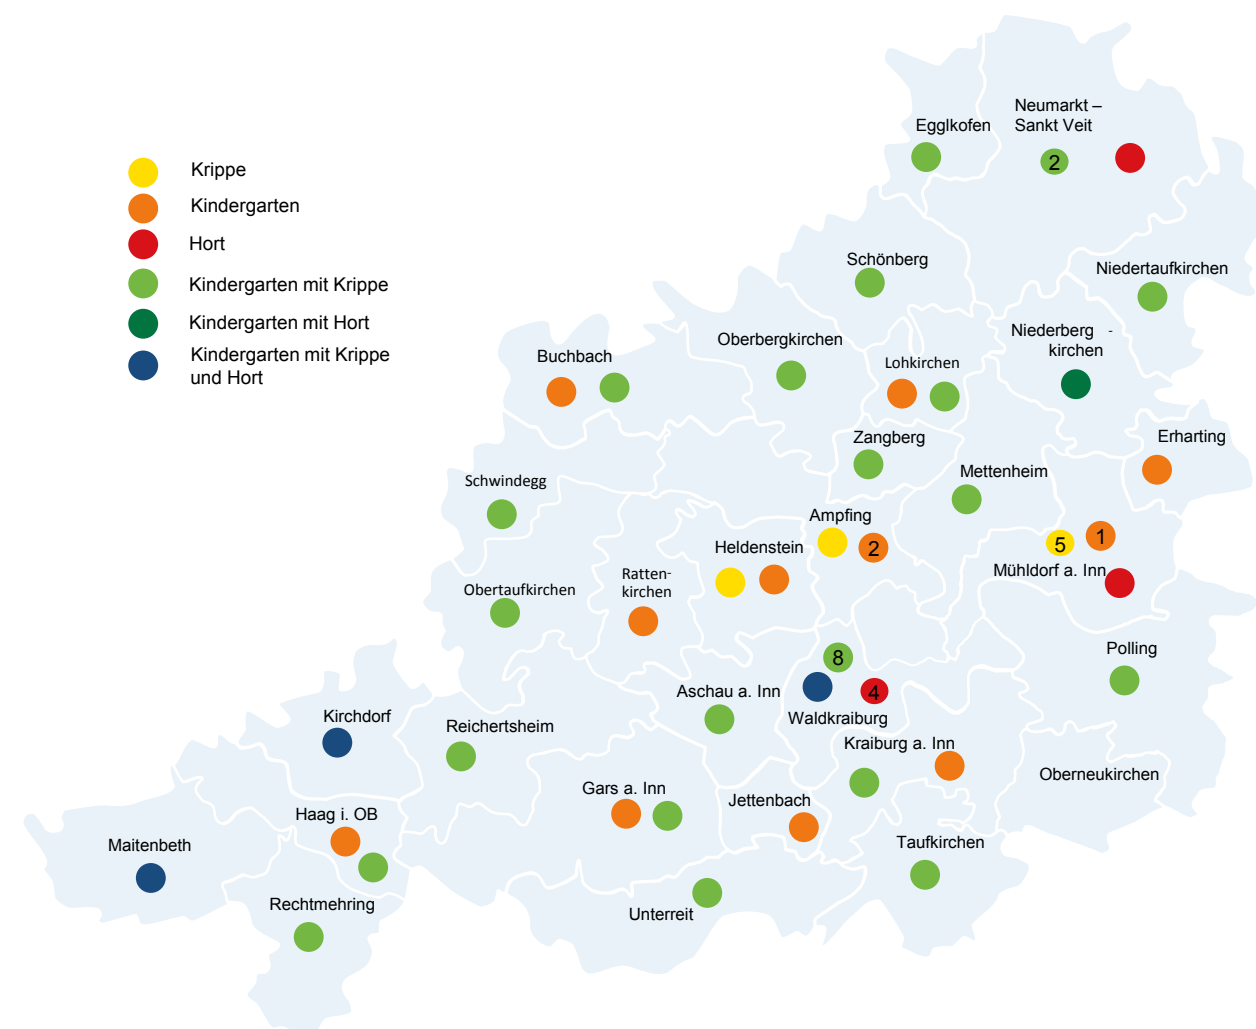 Krippe
Kindergarten
Hort
Kindergarten mit Krippe
Kindergarten mit Hort
Kindergarten mit Krippe
und Hort
Egglkofen
Neumarkt –
Sankt Veit
2
Schönberg
Niedertaufkirchen
Buchbach
Oberbergkirchen
Lohkirchen
Niederberg -
kirchen
Zangberg
Erharting
Schwindegg
Mettenheim
Ampfing
2
Heldenstein
5
1
Mühldorf a. Inn
Obertaufkirchen
Ratten-
kirchen
8
Polling
Aschau a. Inn
4
Waldkraiburg
Kirchdorf
Reichertsheim
Kraiburg a. Inn
Oberneukirchen
Gars a. Inn
Jettenbach
Haag i. OB
Maitenbeth
Taufkirchen
Rechtmehring
Unterreit